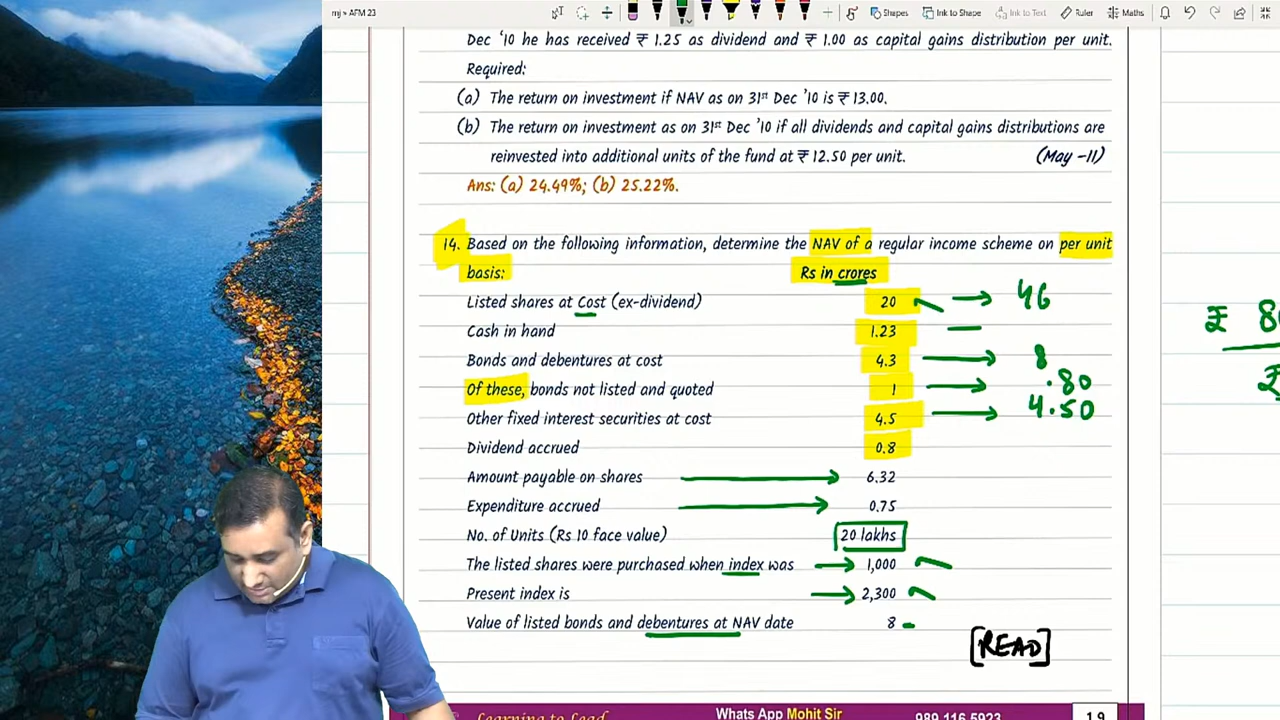 mj » AFM 23
Shapes Ink to Shape Ink to Text Ruler Maths
Dec '10 he has received ₹ 1.25 as dividend and ₹ 1.00 as capital gains distribution per unit.
Required:
(a) The return on investment if NAV as on 31st Dec '10 is ₹ 13.00.
(b) The return on investment as on 31st Dec '10 if all dividends and capital gains distributions are
reinvested into additional units of the fund at ₹ 12.50 per unit. (May -11)
Ans: (a) 24.49%; (b) 25.22%.
14. Based on the following information, determine the NAV of a regular income scheme on per unit
basis: Rs in crores
Listed shares at Cost (ex-dividend) 20 → 46
Cash in hand 1.23 —
Bonds and debentures at cost 4.3 → 8
Of these, bonds not listed and quoted 1 → .80
Other fixed interest securities at cost 4.5 → 4.50
Dividend accrued 0.8
Amount payable on shares → 6.32
Expenditure accrued → 0.75
No. of Units (Rs 10 face value) 20 lakhs
The listed shares were purchased when index was → 1,000
Present index is → 2,300
Value of listed bonds and debentures at NAV date 8
[READ]
₹ 8
₹
Learning to Lead Whats App Mohit Sir 989 116 5923 19